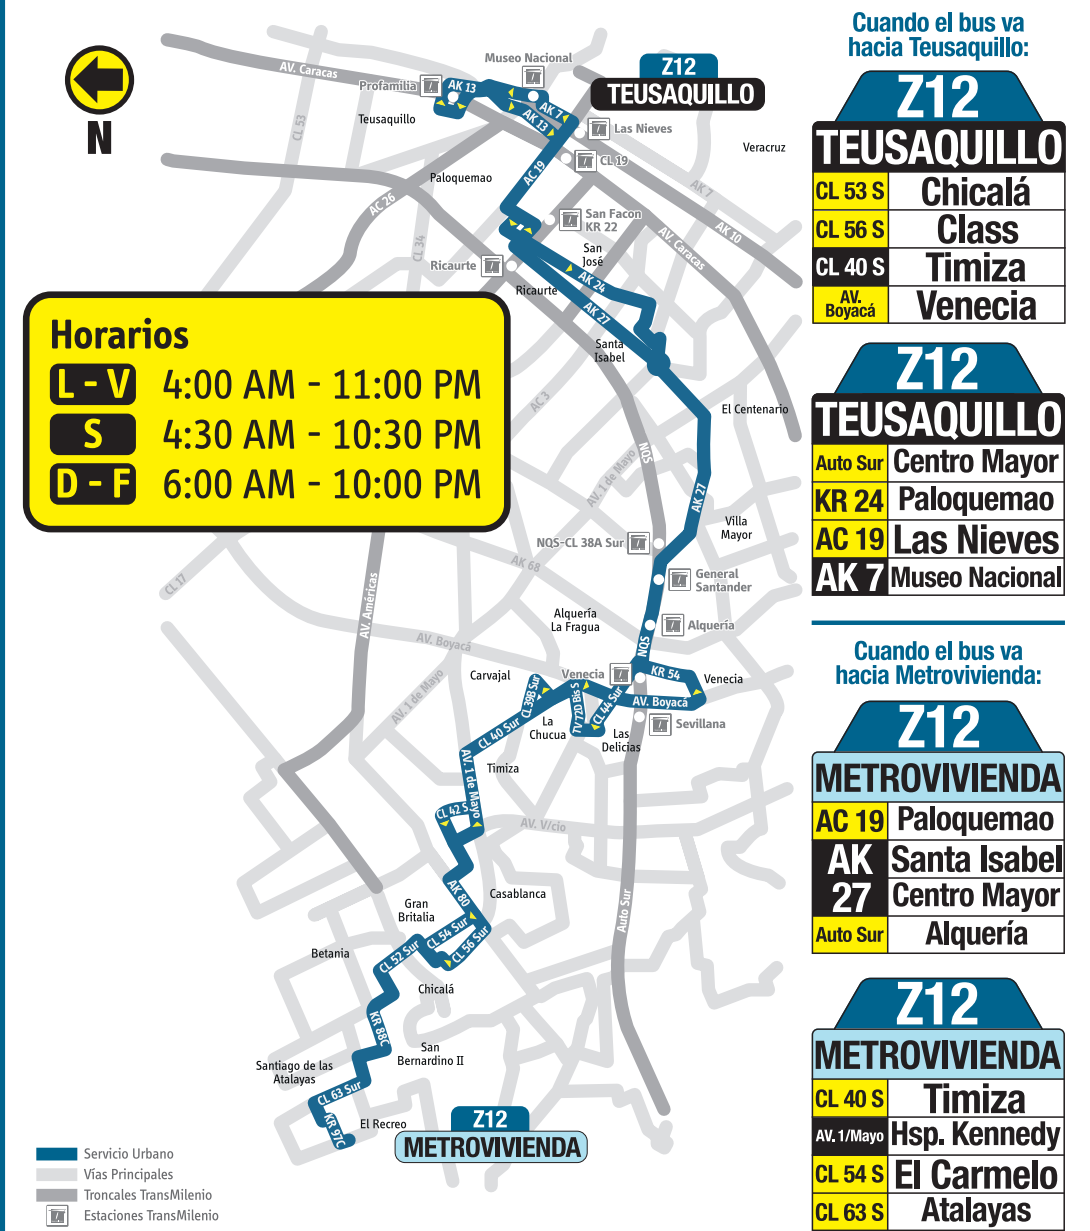 N
AV. Caracas
CL 53
Profamilia
AK 13
Museo Nacional
AK 7
AK 13
Teusaquillo
Z12
TEUSAQUILLO
Las Nieves
Veracruz
CL 19
AC 19
Paloquemao
AK 7
AC 26
San Facon
KR 22
AK 10
CL 34
AV. Caracas
San
José
Ricaurte
Ricaurte
AK 24
AK 27
Santa
Isabel
Horarios
L - V 4:00 AM - 11:00 PM
S 4:30 AM - 10:30 PM
D - F 6:00 AM - 10:00 PM
AC 3
El Centenario
NQS
AV. 1 de Mayo
AK 27
Villa
Mayor
NQS-CL 38A Sur
AK 68
CL 17
General
Santander
AV. Américas
Alquería
La Fragua
Alquería
AV. Boyacá
NQS
Carvajal
Venecia
KR 54
Venecia
AV. 1 de Mayo
CL 39B Sur
TV 72D Bis S
CL 44 Sur
AV. Boyacá
La
Chucua
Las
Delicias
Sevillana
CL 40 Sur
Timiza
AV. 1 de Mayo
CL 42 S
AV. V/cio
AK 80
Casablanca
Gran
Britalia
Auto Sur
CL 54 Sur
CL 56 Sur
CL 52 Sur
Betania
Chicalá
KR 88C
San
Bernardino II
Santiago de las
Atalayas
CL 63 Sur
KR 97C
El Recreo
Z12
METROVIVIENDA
Servicio Urbano
Vías Principales
Troncales TransMilenio
Estaciones TransMilenio
Cuando el bus va
hacia Teusaquillo:
Z12
TEUSAQUILLO
CL 53 S Chicalá
CL 56 S Class
CL 40 S Timiza
AV.
Boyacá Venecia
Z12
TEUSAQUILLO
Auto Sur Centro Mayor
KR 24 Paloquemao
AC 19 Las Nieves
AK 7 Museo Nacional
Cuando el bus va
hacia Metrovivienda:
Z12
METROVIVIENDA
AC 19 Paloquemao
AK Santa Isabel
27 Centro Mayor
Auto Sur Alquería
Z12
METROVIVIENDA
CL 40 S Timiza
AV. 1/Mayo Hsp. Kennedy
CL 54 S El Carmelo
CL 63 S Atalayas